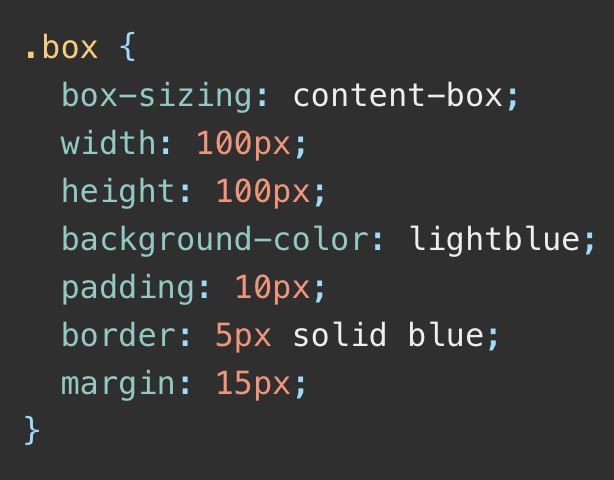 .box {
  box-sizing: content-box;
  width: 100px;
  height: 100px;
  background-color: lightblue;
  padding: 10px;
  border: 5px solid blue;
  margin: 15px;
}